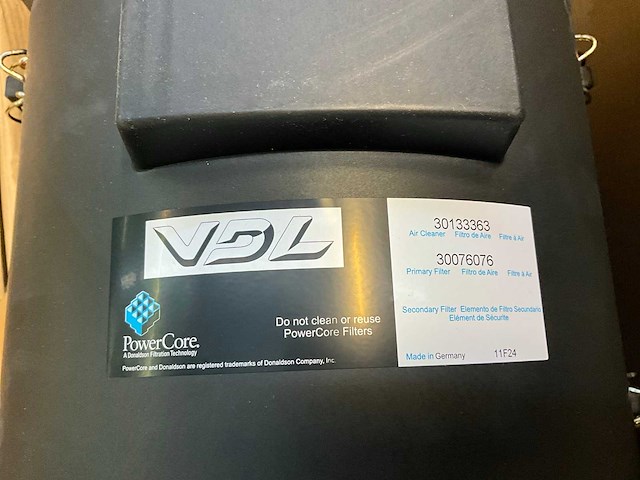 VDL
PowerCore®
A Donaldson Filtration Technology
Do not clean or reuse
PowerCore Filters
PowerCore and Donaldson are registered trademarks of Donaldson Company, Inc.
30133363
Air Cleaner Filtro de Aire Filtre à Air
30076076
Primary Filter Filtro de Aire Filtre à Air
Secondary Filter Elemento de Filtro Secundario
Elément de Sécurite
Made in Germany 11F24